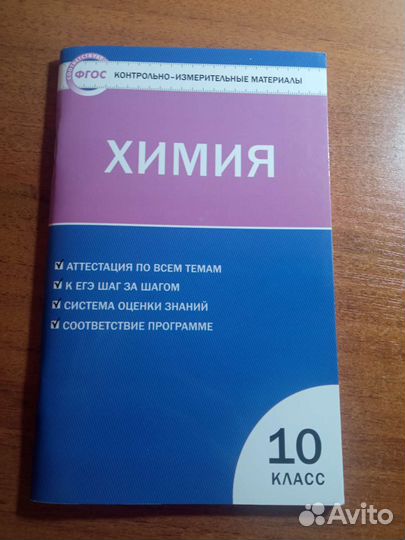 ФГОС
КОНТРОЛЬНО-ИЗМЕРИТЕЛЬНЫЕ МАТЕРИАЛЫ
ХИМИЯ
АТТЕСТАЦИЯ ПО ВСЕМ ТЕМАМ
К ЕГЭ ШАГ ЗА ШАГОМ
СИСТЕМА ОЦЕНКИ ЗНАНИЙ
СООТВЕТСТВИЕ ПРОГРАММЕ
10
КЛАСС
Avito